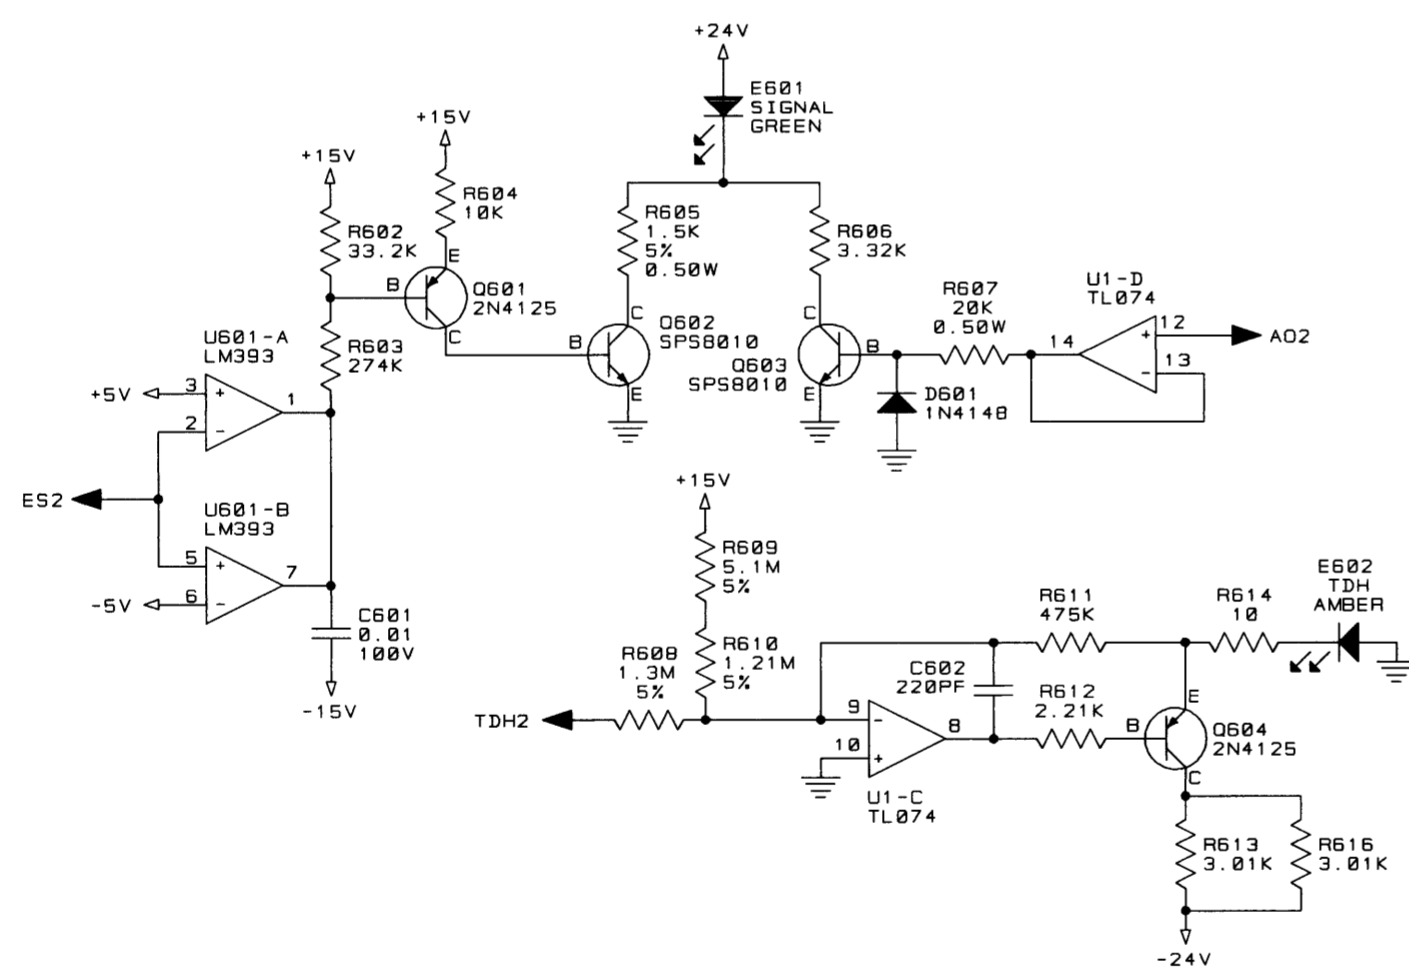 +24V
E601
SIGNAL
GREEN
+15V
+15V
R604
10K
R602
33.2K
E
B
Q601
2N4125
C
R605
1.5K
5%
0.50W
R606
3.32K
U601-A
LM393
R603
274K
+5V
3
+
1
2
-
C
B
Q602
SPS8010
E
C
B
Q603
SPS8010
E
R607
20K
0.50W
U1-D
TL074
14
12
+
13
-
AO2
D601
1N4148
ES2
U601-B
LM393
5
+
7
6
-
-5V
C601
0.01
100V
-15V
+15V
R609
5.1M
5%
R608
1.3M
5%
R610
1.21M
5%
TDH2
9
-
8
10
+
U1-C
TL074
C602
220PF
R611
475K
R612
2.21K
R614
10
E602
TDH
AMBER
E
B
Q604
2N4125
C
R613
3.01K
R616
3.01K
-24V